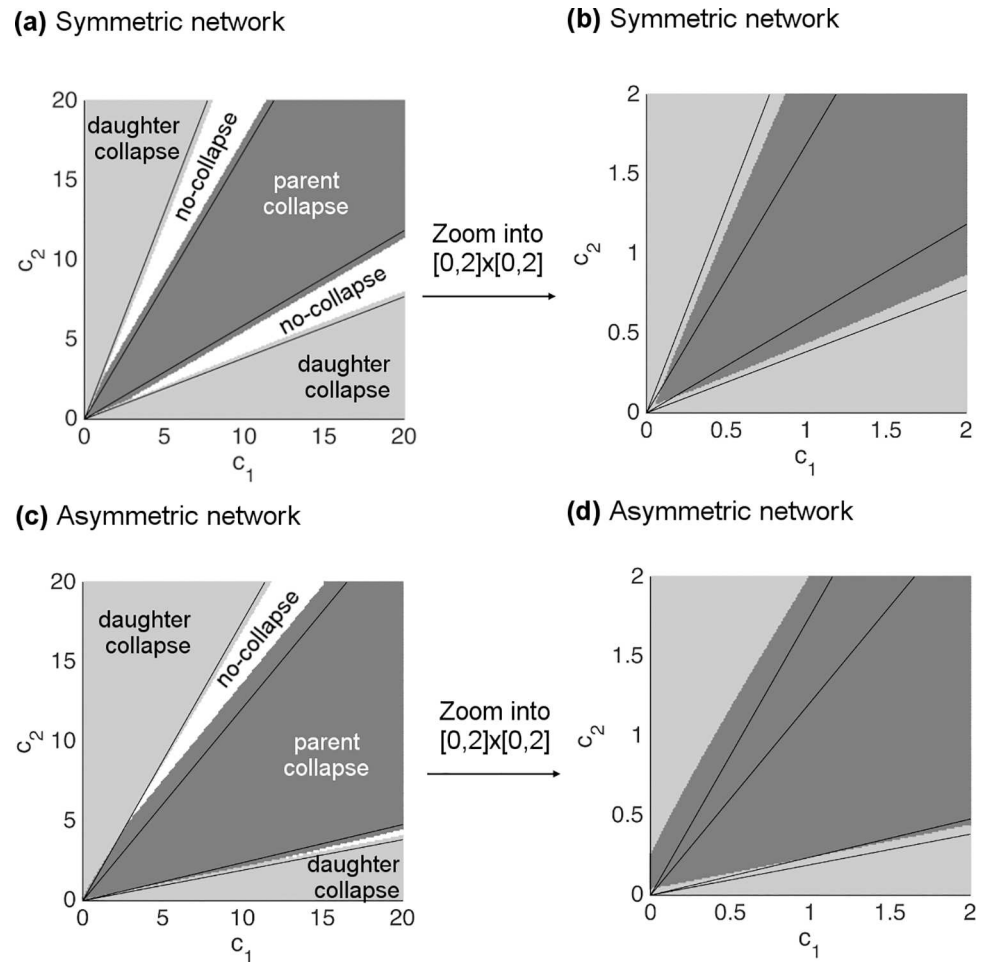 (a) Symmetric network
(b) Symmetric network
20
15
10
5
0
c2
daughter
collapse
no-collapse
parent
collapse
no-collapse
daughter
collapse
0 5 10 15 20
c1
Zoom into
[0,2]x[0,2]
2
1.5
1
0.5
0
c2
0 0.5 1 1.5 2
c1
(c) Asymmetric network
(d) Asymmetric network
20
15
10
5
0
c2
daughter
collapse
no-collapse
parent
collapse
daughter
collapse
0 5 10 15 20
c1
Zoom into
[0,2]x[0,2]
2
1.5
1
0.5
0
c2
0 0.5 1 1.5 2
c1